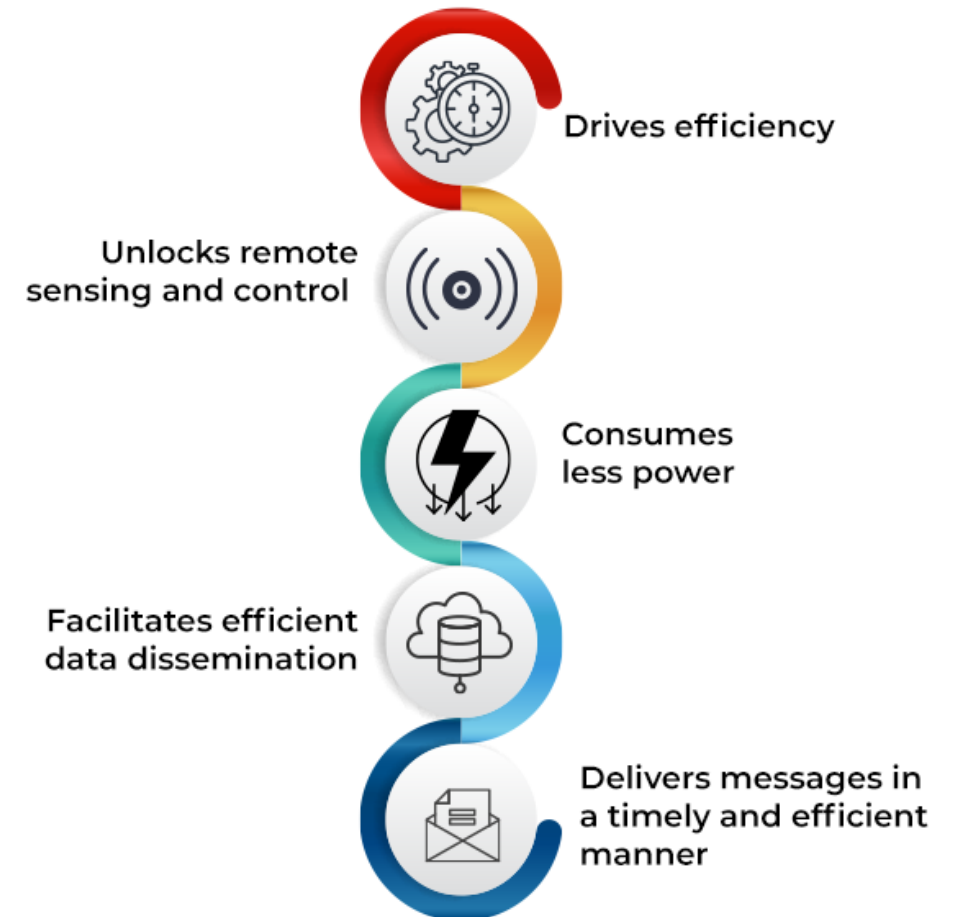 Drives efficiency
Unlocks remote
sensing and control
Consumes
less power
Facilitates efficient
data dissemination
Delivers messages in
a timely and efficient
manner